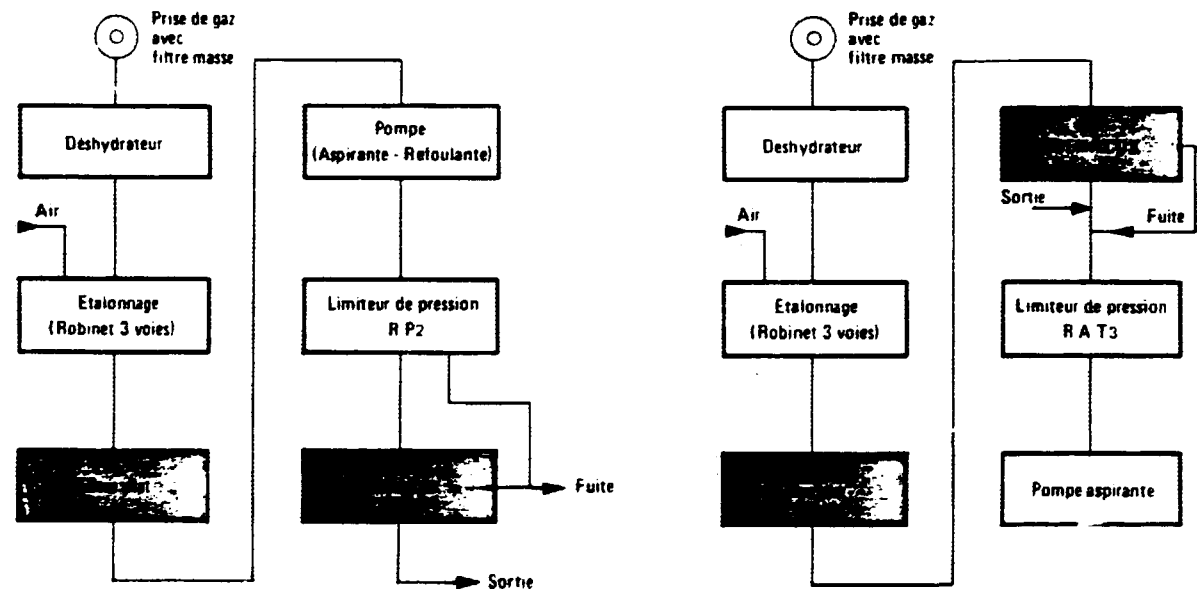 Prise de gaz
avec
filtre masse
Déshydrateur
Air
Etalonnage
(Robinet 3 voies)
Pompe
(Aspirante - Refoulante)
Limiteur de pression
R P2
Fuite
Sortie
Prise de gaz
avec
filtre masse
Deshydrateur
Air
Etalonnage
(Robinet 3 voies)
Sortie
Fuite
Limiteur de pression
R A T3
Pompe aspirante